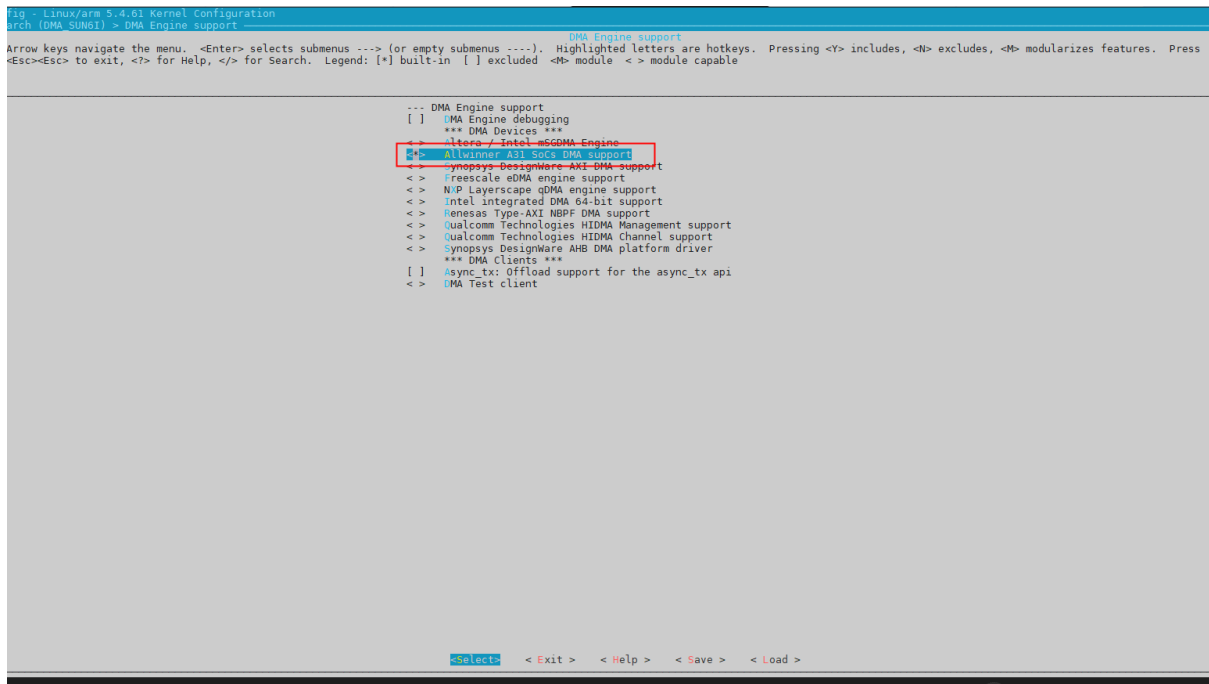 fig - Linux/arm 5.4.61 Kernel Configuration
arch (DMA_SUN6I) > DMA Engine support
DMA Engine support
Arrow keys navigate the menu.  <Enter> selects submenus ---> (or empty submenus ----).  Highlighted letters are hotkeys.  Pressing <Y> includes, <N> excludes, <M> modularizes features.  Press
<Esc><Esc> to exit, <?> for Help, </> for Search.  Legend: [*] built-in  [ ] excluded  <M> module  < > module capable
--- DMA Engine support
[ ]   DMA Engine debugging
*** DMA Devices ***
< >   Altera / Intel mSGDMA Engine
<*>   Allwinner A31 SoCs DMA support
< >   Synopsys DesignWare AXI DMA support
< >   Freescale eDMA engine support
< >   NXP Layerscape qDMA engine support
< >   Intel integrated DMA 64-bit support
< >   Renesas Type-AXI NBPF DMA support
< >   Qualcomm Technologies HIDMA Management support
< >   Qualcomm Technologies HIDMA Channel support
< >   Synopsys DesignWare AHB DMA platform driver
*** DMA Clients ***
[ ]   Async_tx: Offload support for the async_tx api
< >   DMA Test client
<Select>    < Exit >    < Help >    < Save >    < Load >